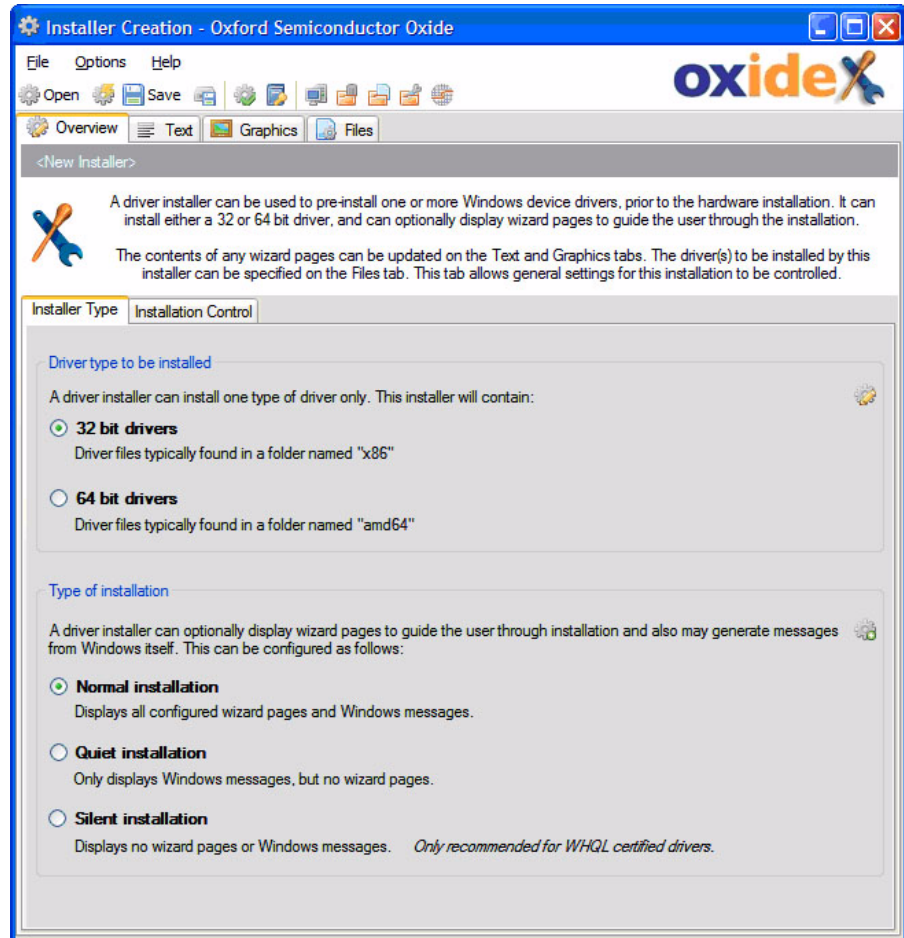 Installer Creation - Oxford Semiconductor Oxide
File Options Help
oxide
Open Save
Overview Text Graphics Files
<New Installer>
A driver installer can be used to pre-install one or more Windows device drivers, prior to the hardware installation. It can
install either a 32 or 64 bit driver, and can optionally display wizard pages to guide the user through the installation.
The contents of any wizard pages can be updated on the Text and Graphics tabs. The driver(s) to be installed by this
installer can be specified on the Files tab. This tab allows general settings for this installation to be controlled.
Installer Type Installation Control
Driver type to be installed
A driver installer can install one type of driver only. This installer will contain:
32 bit drivers
Driver files typically found in a folder named "x86"
64 bit drivers
Driver files typically found in a folder named "amd64"
Type of installation
A driver installer can optionally display wizard pages to guide the user through installation and also may generate messages
from Windows itself. This can be configured as follows:
Normal installation
Displays all configured wizard pages and Windows messages.
Quiet installation
Only displays Windows messages, but no wizard pages.
Silent installation
Displays no wizard pages or Windows messages. Only recommended for WHQL certified drivers.